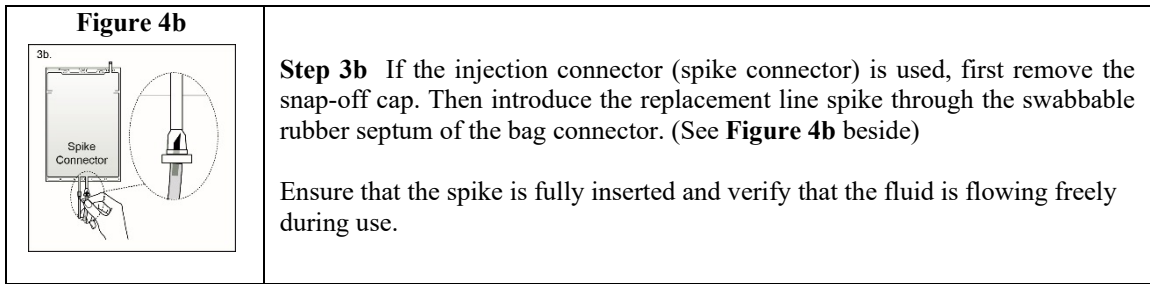 Figure 4b
3b.
Spike
Connector
Step 3b If the injection connector (spike connector) is used, first remove the
snap-off cap. Then introduce the replacement line spike through the swabbable
rubber septum of the bag connector. (See Figure 4b beside)
Ensure that the spike is fully inserted and verify that the fluid is flowing freely
during use.